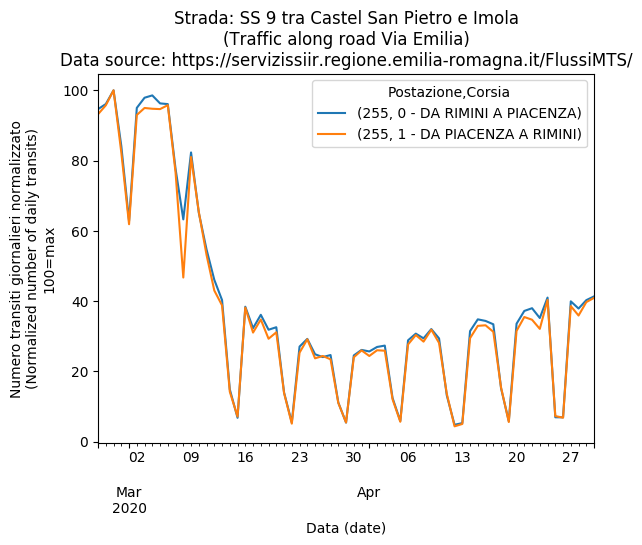 Strada: SS 9 tra Castel San Pietro e Imola
(Traffic along road Via Emilia)
Data source: https://servizissiir.regione.emilia-romagna.it/FlussiMTS/
Postazione,Corsia
(255, 0 - DA RIMINI A PIACENZA)
(255, 1 - DA PIACENZA A RIMINI)
Numero transiti giornalieri normalizzato
(Normalized number of daily transits)
100=max
100
80
60
40
20
0
02 09 16 23 30 06 13 20 27
Mar Apr
2020
Data (date)